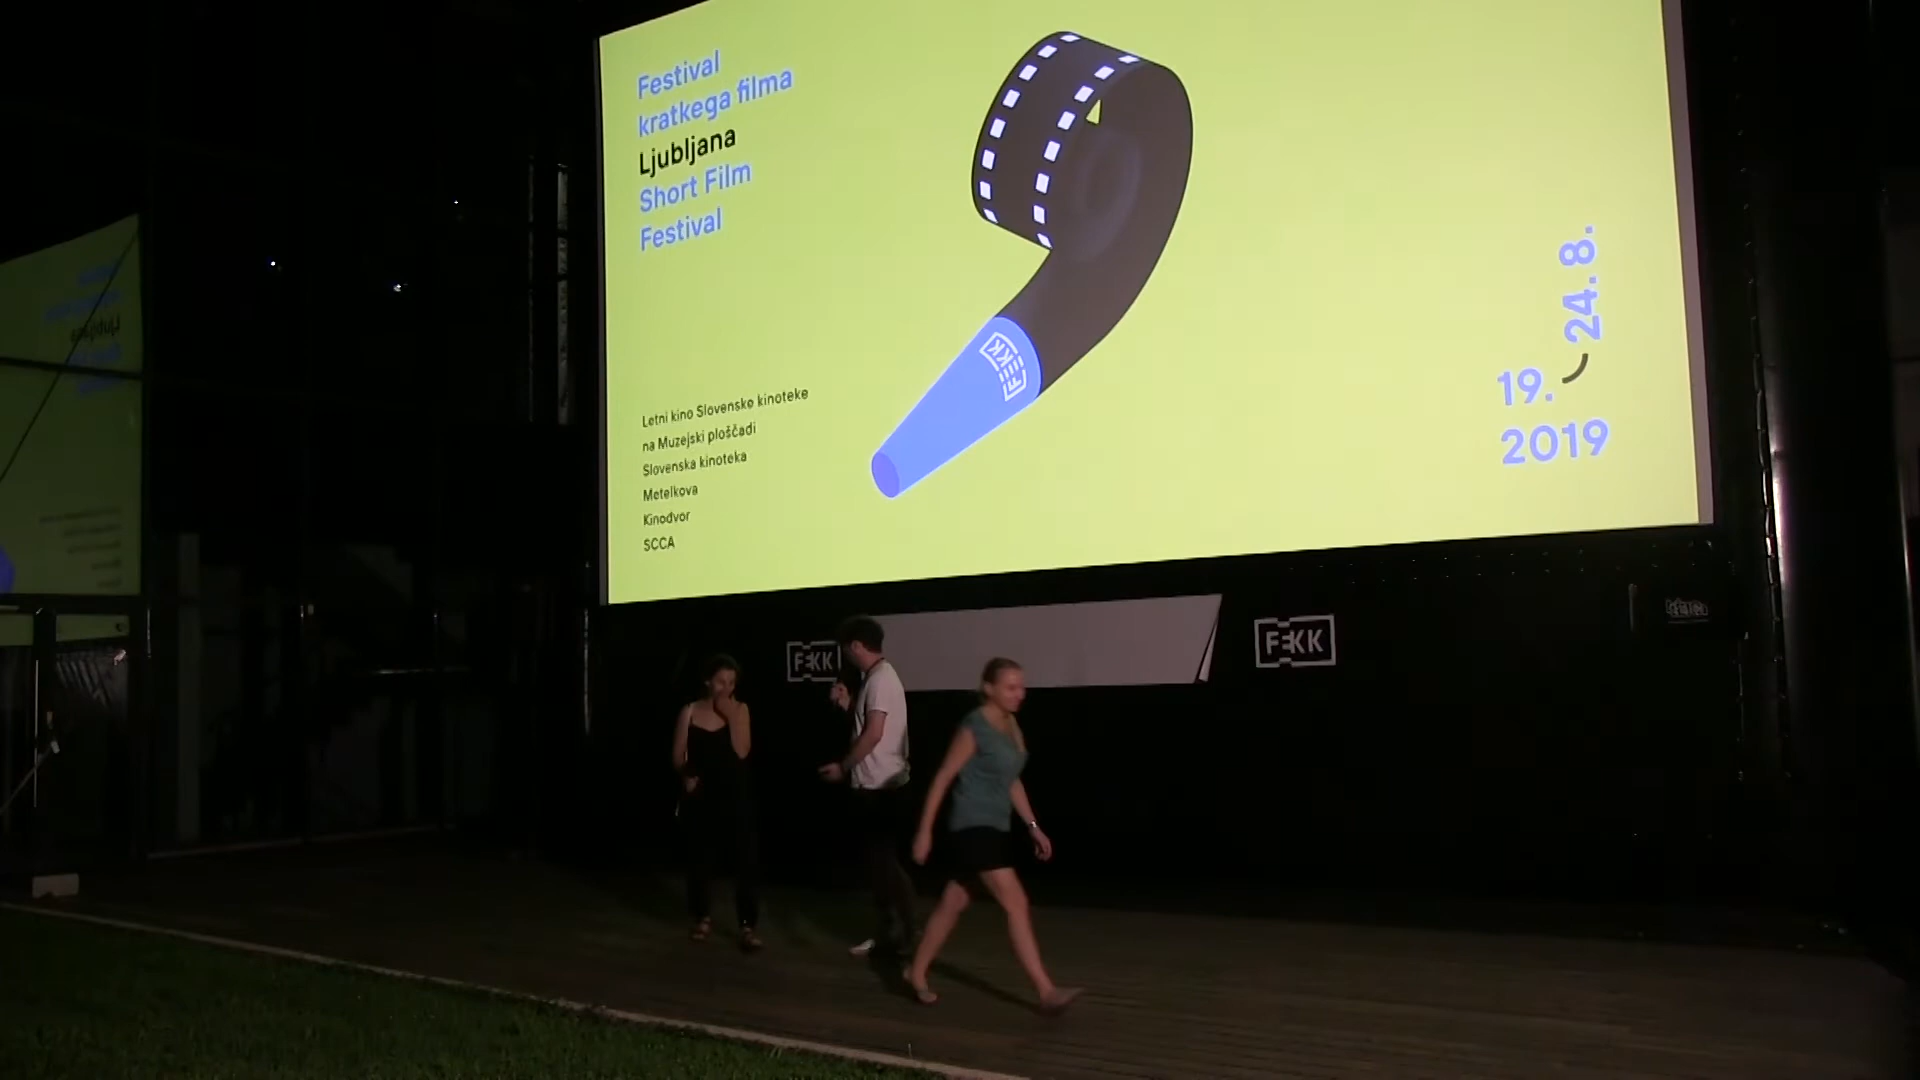 Festival
kratkega filma
Ljubljana
Short Film
Festival
Letni kino Slovenske kinoteke
na Muzejski ploščadi
Slovenska kinoteka
Metelkova
Kinodvor
SCCA
FEKK
19. 24. 8.
2019
FEKK
FEKK